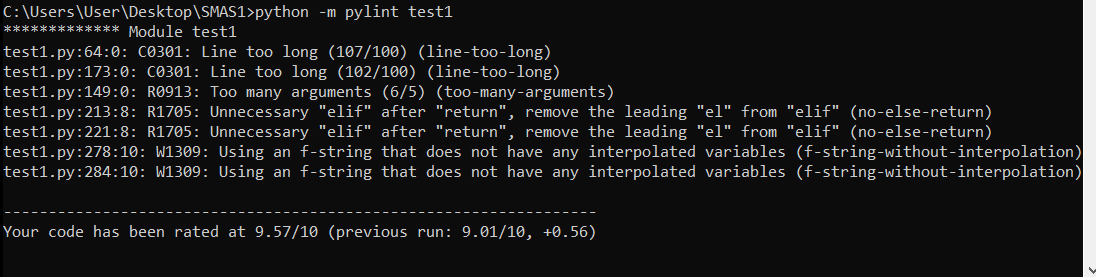 C:\Users\User\Desktop\SMAS1>python -m pylint test1
************* Module test1
test1.py:64:0: C0301: Line too long (107/100) (line-too-long)
test1.py:173:0: C0301: Line too long (102/100) (line-too-long)
test1.py:149:0: R0913: Too many arguments (6/5) (too-many-arguments)
test1.py:213:8: R1705: Unnecessary "elif" after "return", remove the leading "el" from "elif" (no-else-return)
test1.py:221:8: R1705: Unnecessary "elif" after "return", remove the leading "el" from "elif" (no-else-return)
test1.py:278:10: W1309: Using an f-string that does not have any interpolated variables (f-string-without-interpolation)
test1.py:284:10: W1309: Using an f-string that does not have any interpolated variables (f-string-without-interpolation)
------------------------------------------------------------------
Your code has been rated at 9.57/10 (previous run: 9.01/10, +0.56)